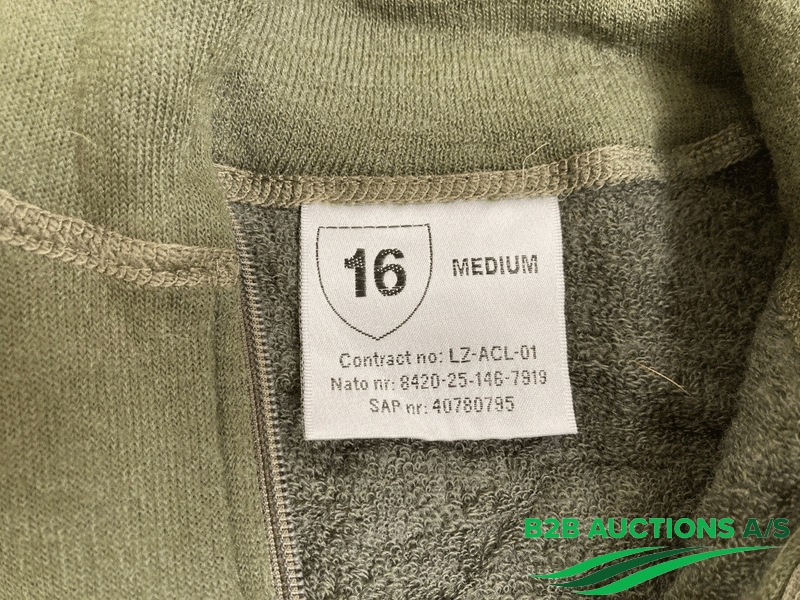 16
MEDIUM
Contract no: LZ-ACL-01
Nato nr: 8420-25-146-7919
SAP nr: 40780795
B2B AUCTIONS A/S